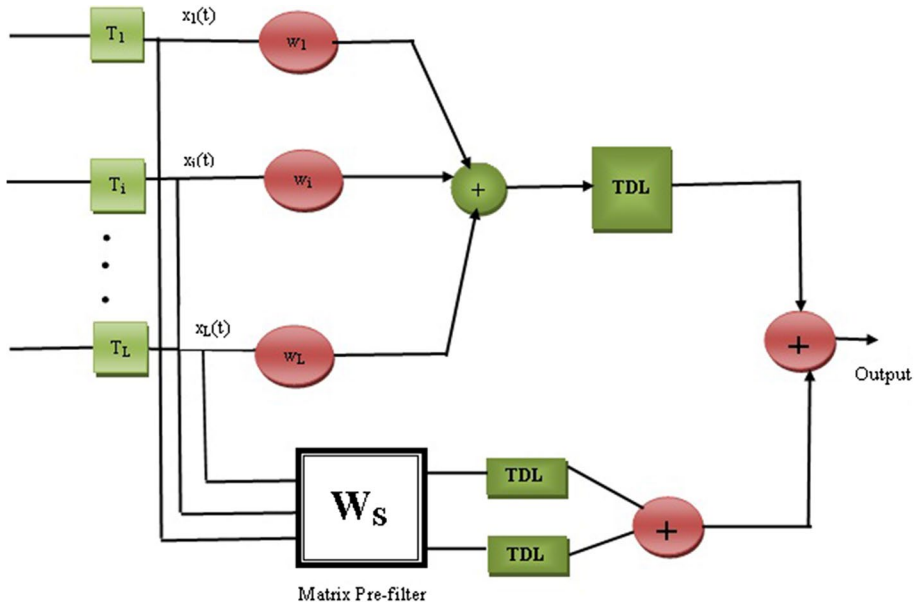 T1 x1(t) w1
Ti xi(t) wi
+ TDL
TL xL(t) wL
+
Output
WS
TDL
TDL
+
Matrix Pre-filter